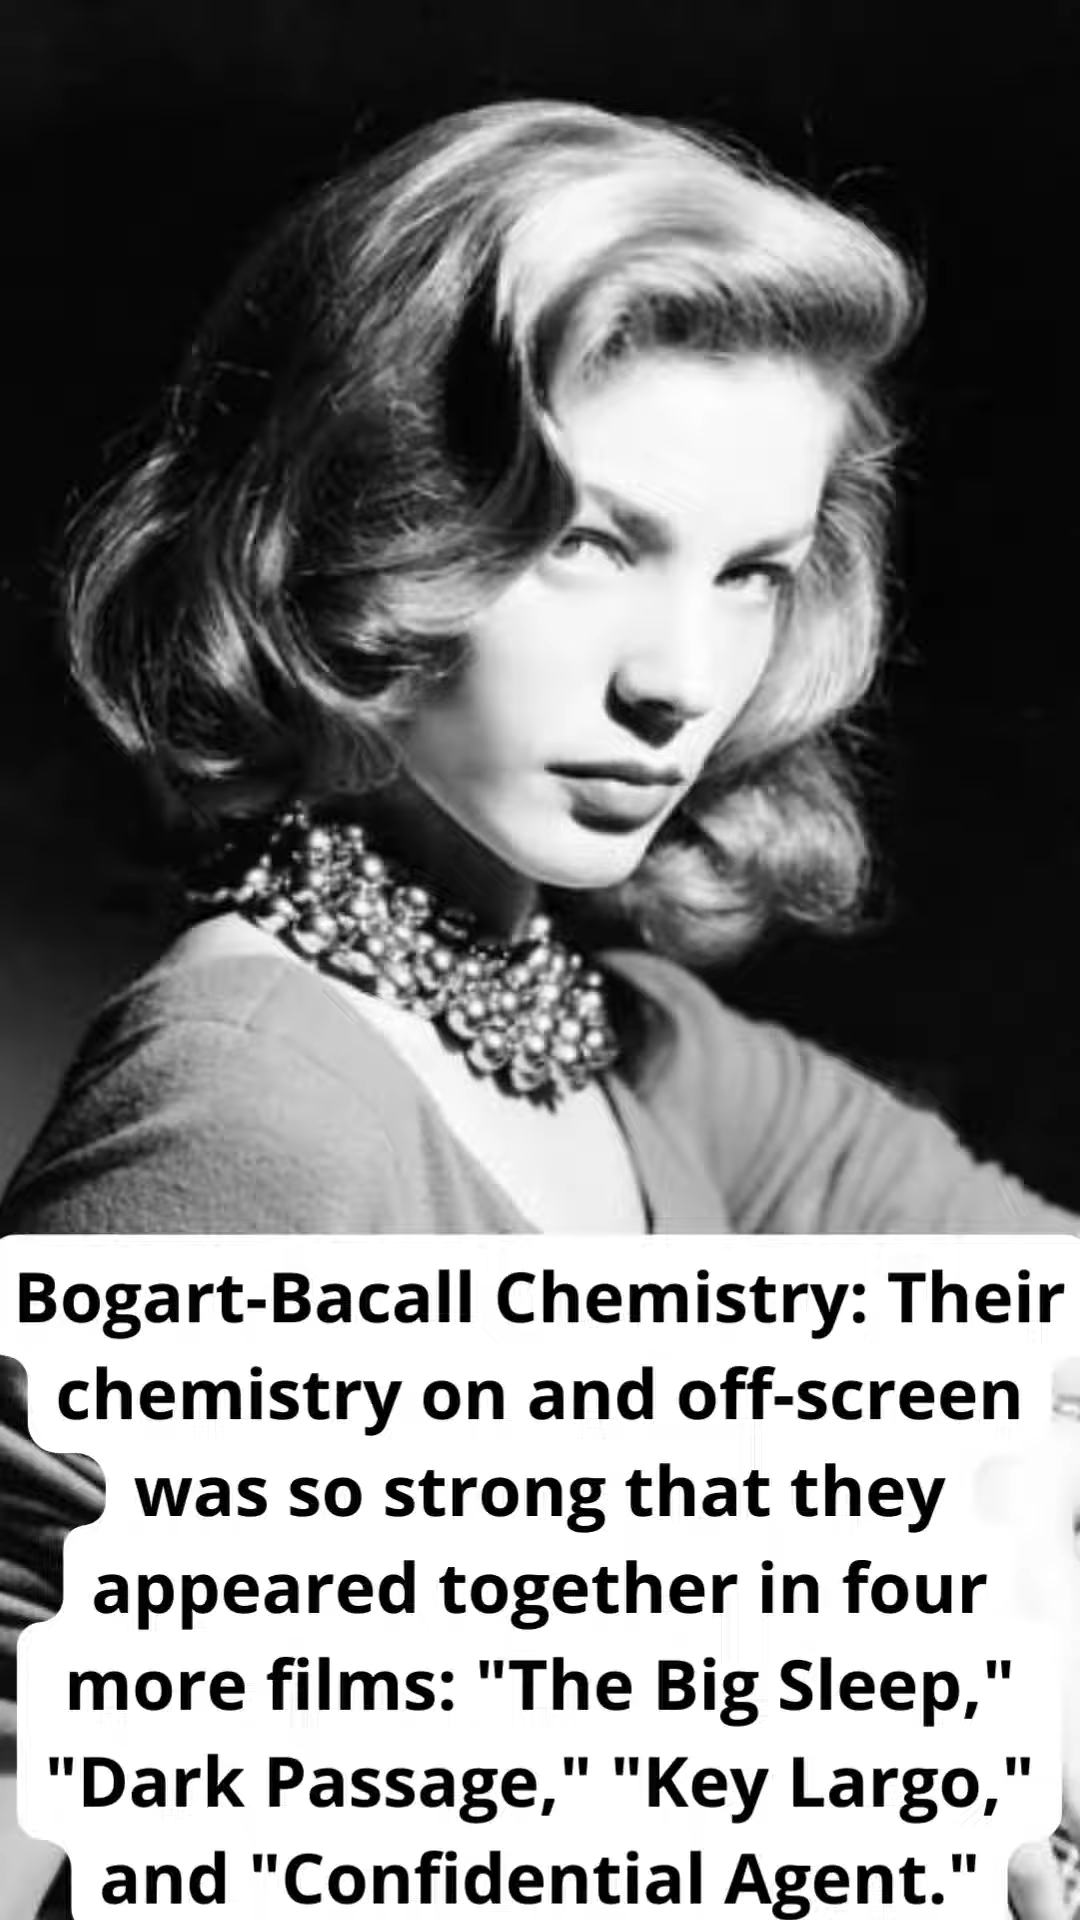 Bogart-Bacall Chemistry: Their
chemistry on and off-screen
was so strong that they
appeared together in four
more films: "The Big Sleep,"
"Dark Passage," "Key Largo,"
and "Confidential Agent."